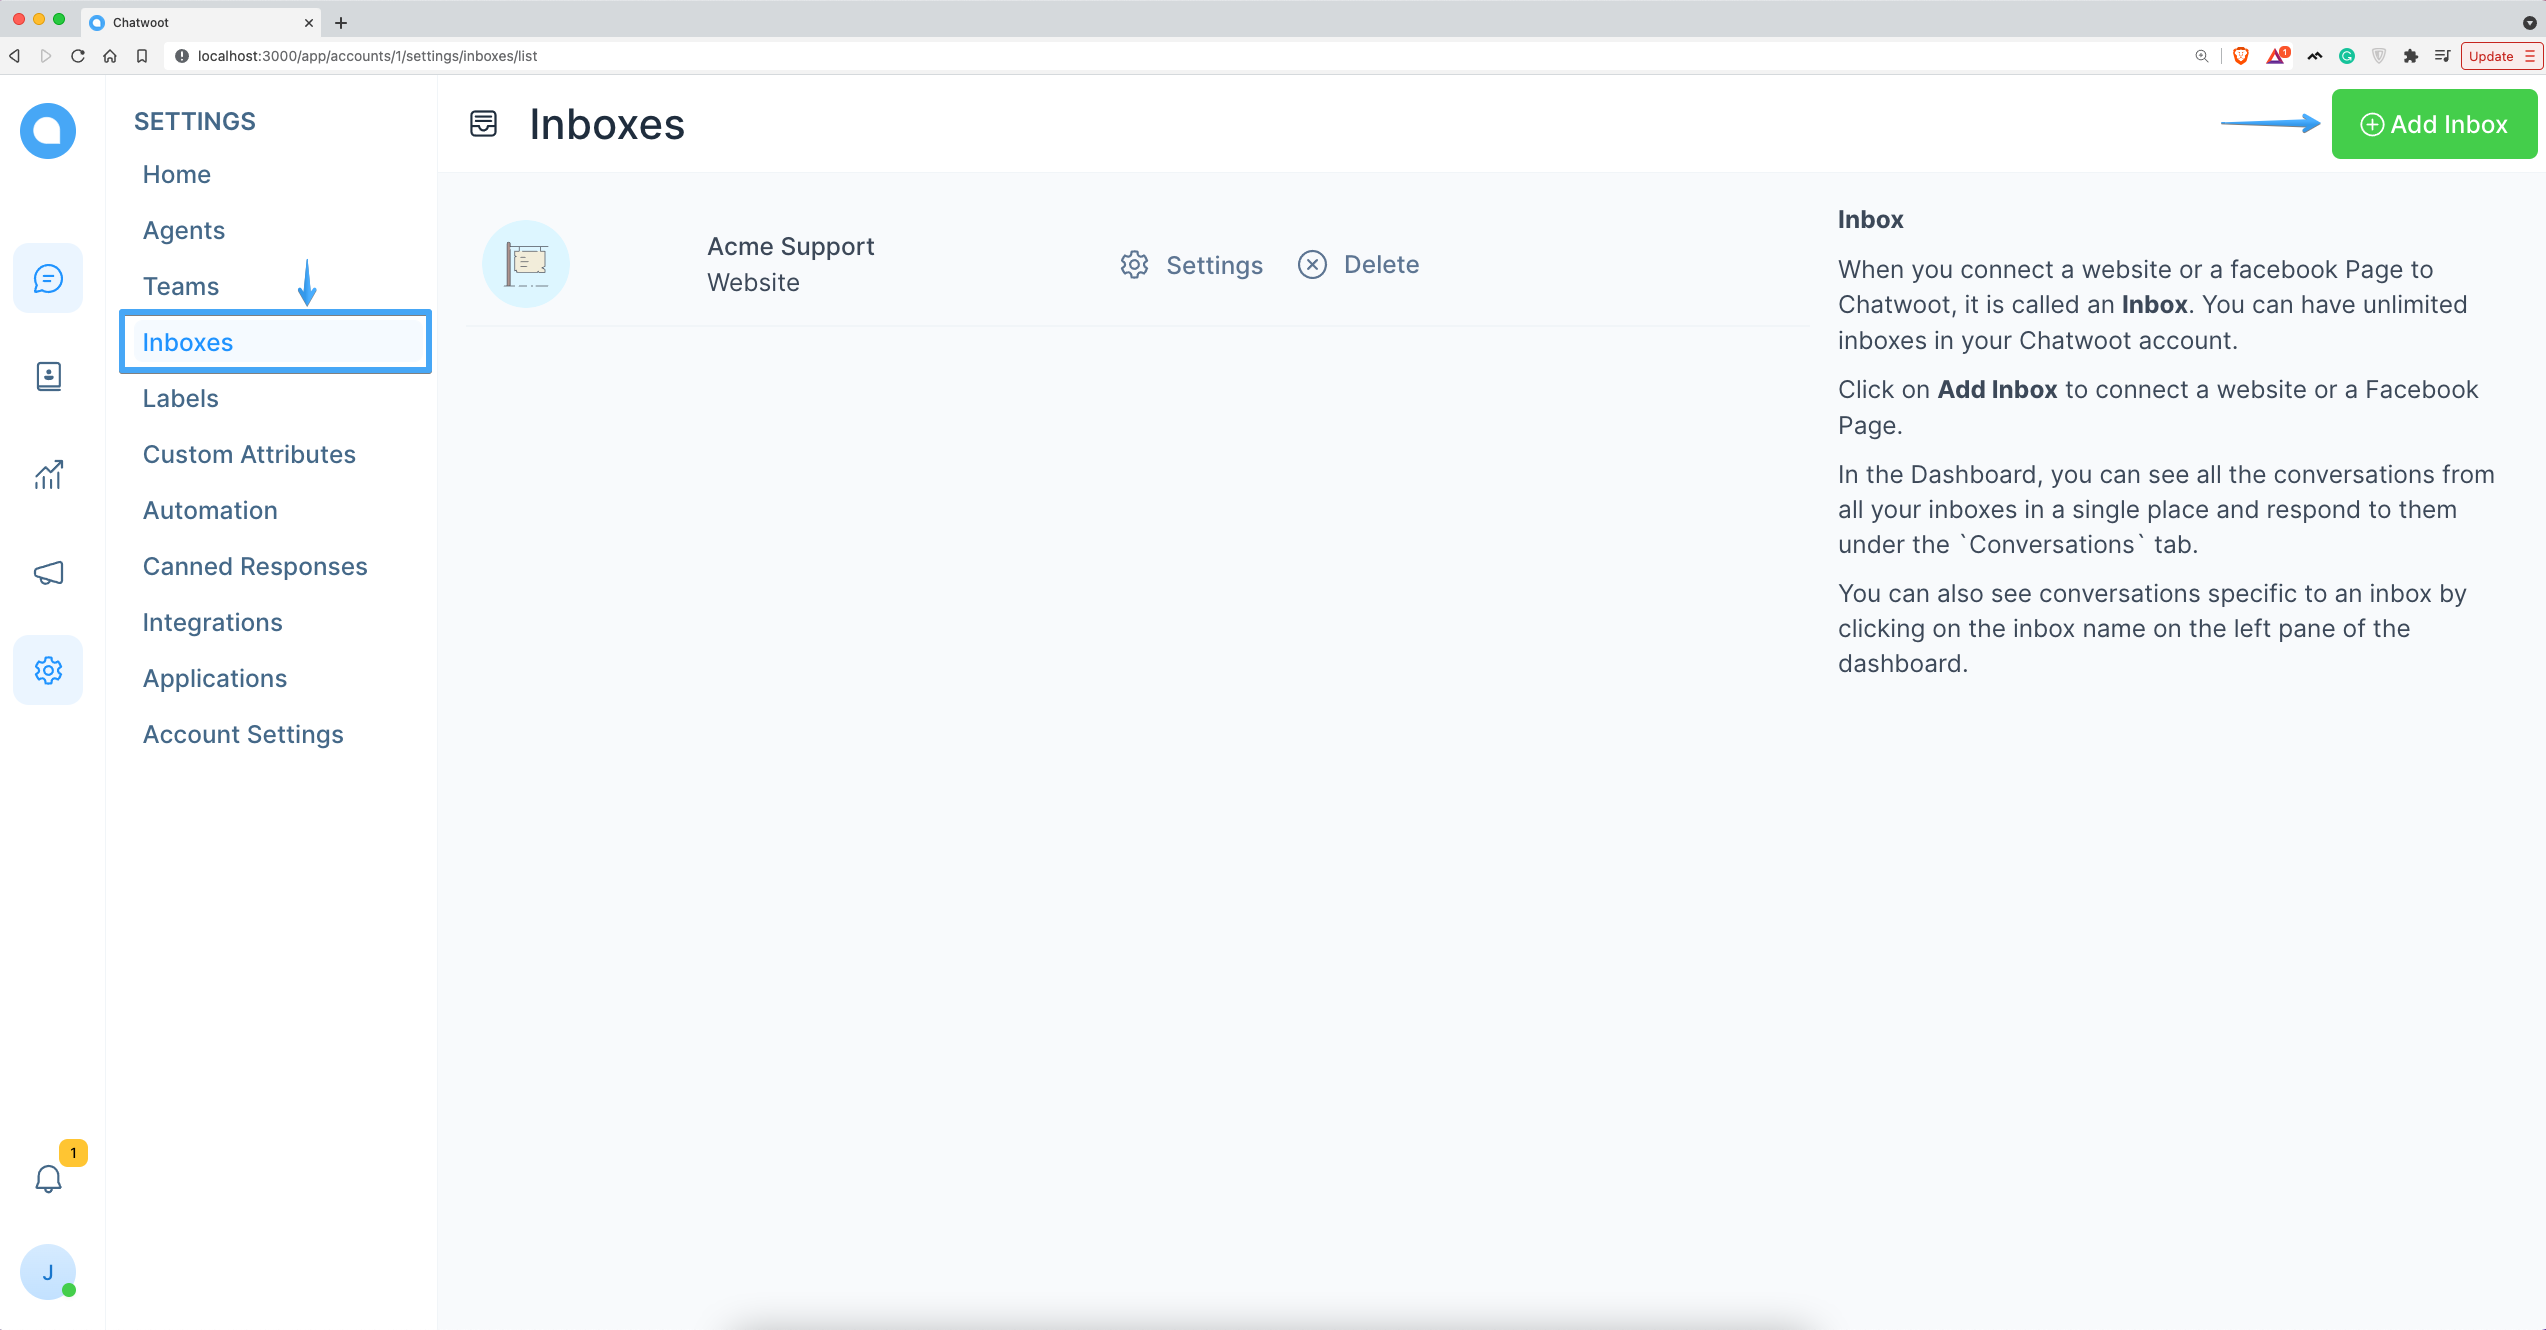 Chatwoot
localhost:3000/app/accounts/1/settings/inboxes/list
1
Update
SETTINGS
Home
Agents
Teams
Inboxes
Labels
Custom Attributes
Automation
Canned Responses
Integrations
Applications
Account Settings
1
J
Inboxes
Add Inbox
Acme Support
Website
Settings
Delete
Inbox
When you connect a website or a facebook Page to
Chatwoot, it is called an Inbox. You can have unlimited
inboxes in your Chatwoot account.
Click on Add Inbox to connect a website or a Facebook
Page.
In the Dashboard, you can see all the conversations from
all your inboxes in a single place and respond to them
under the `Conversations` tab.
You can also see conversations specific to an inbox by
clicking on the inbox name on the left pane of the
dashboard.